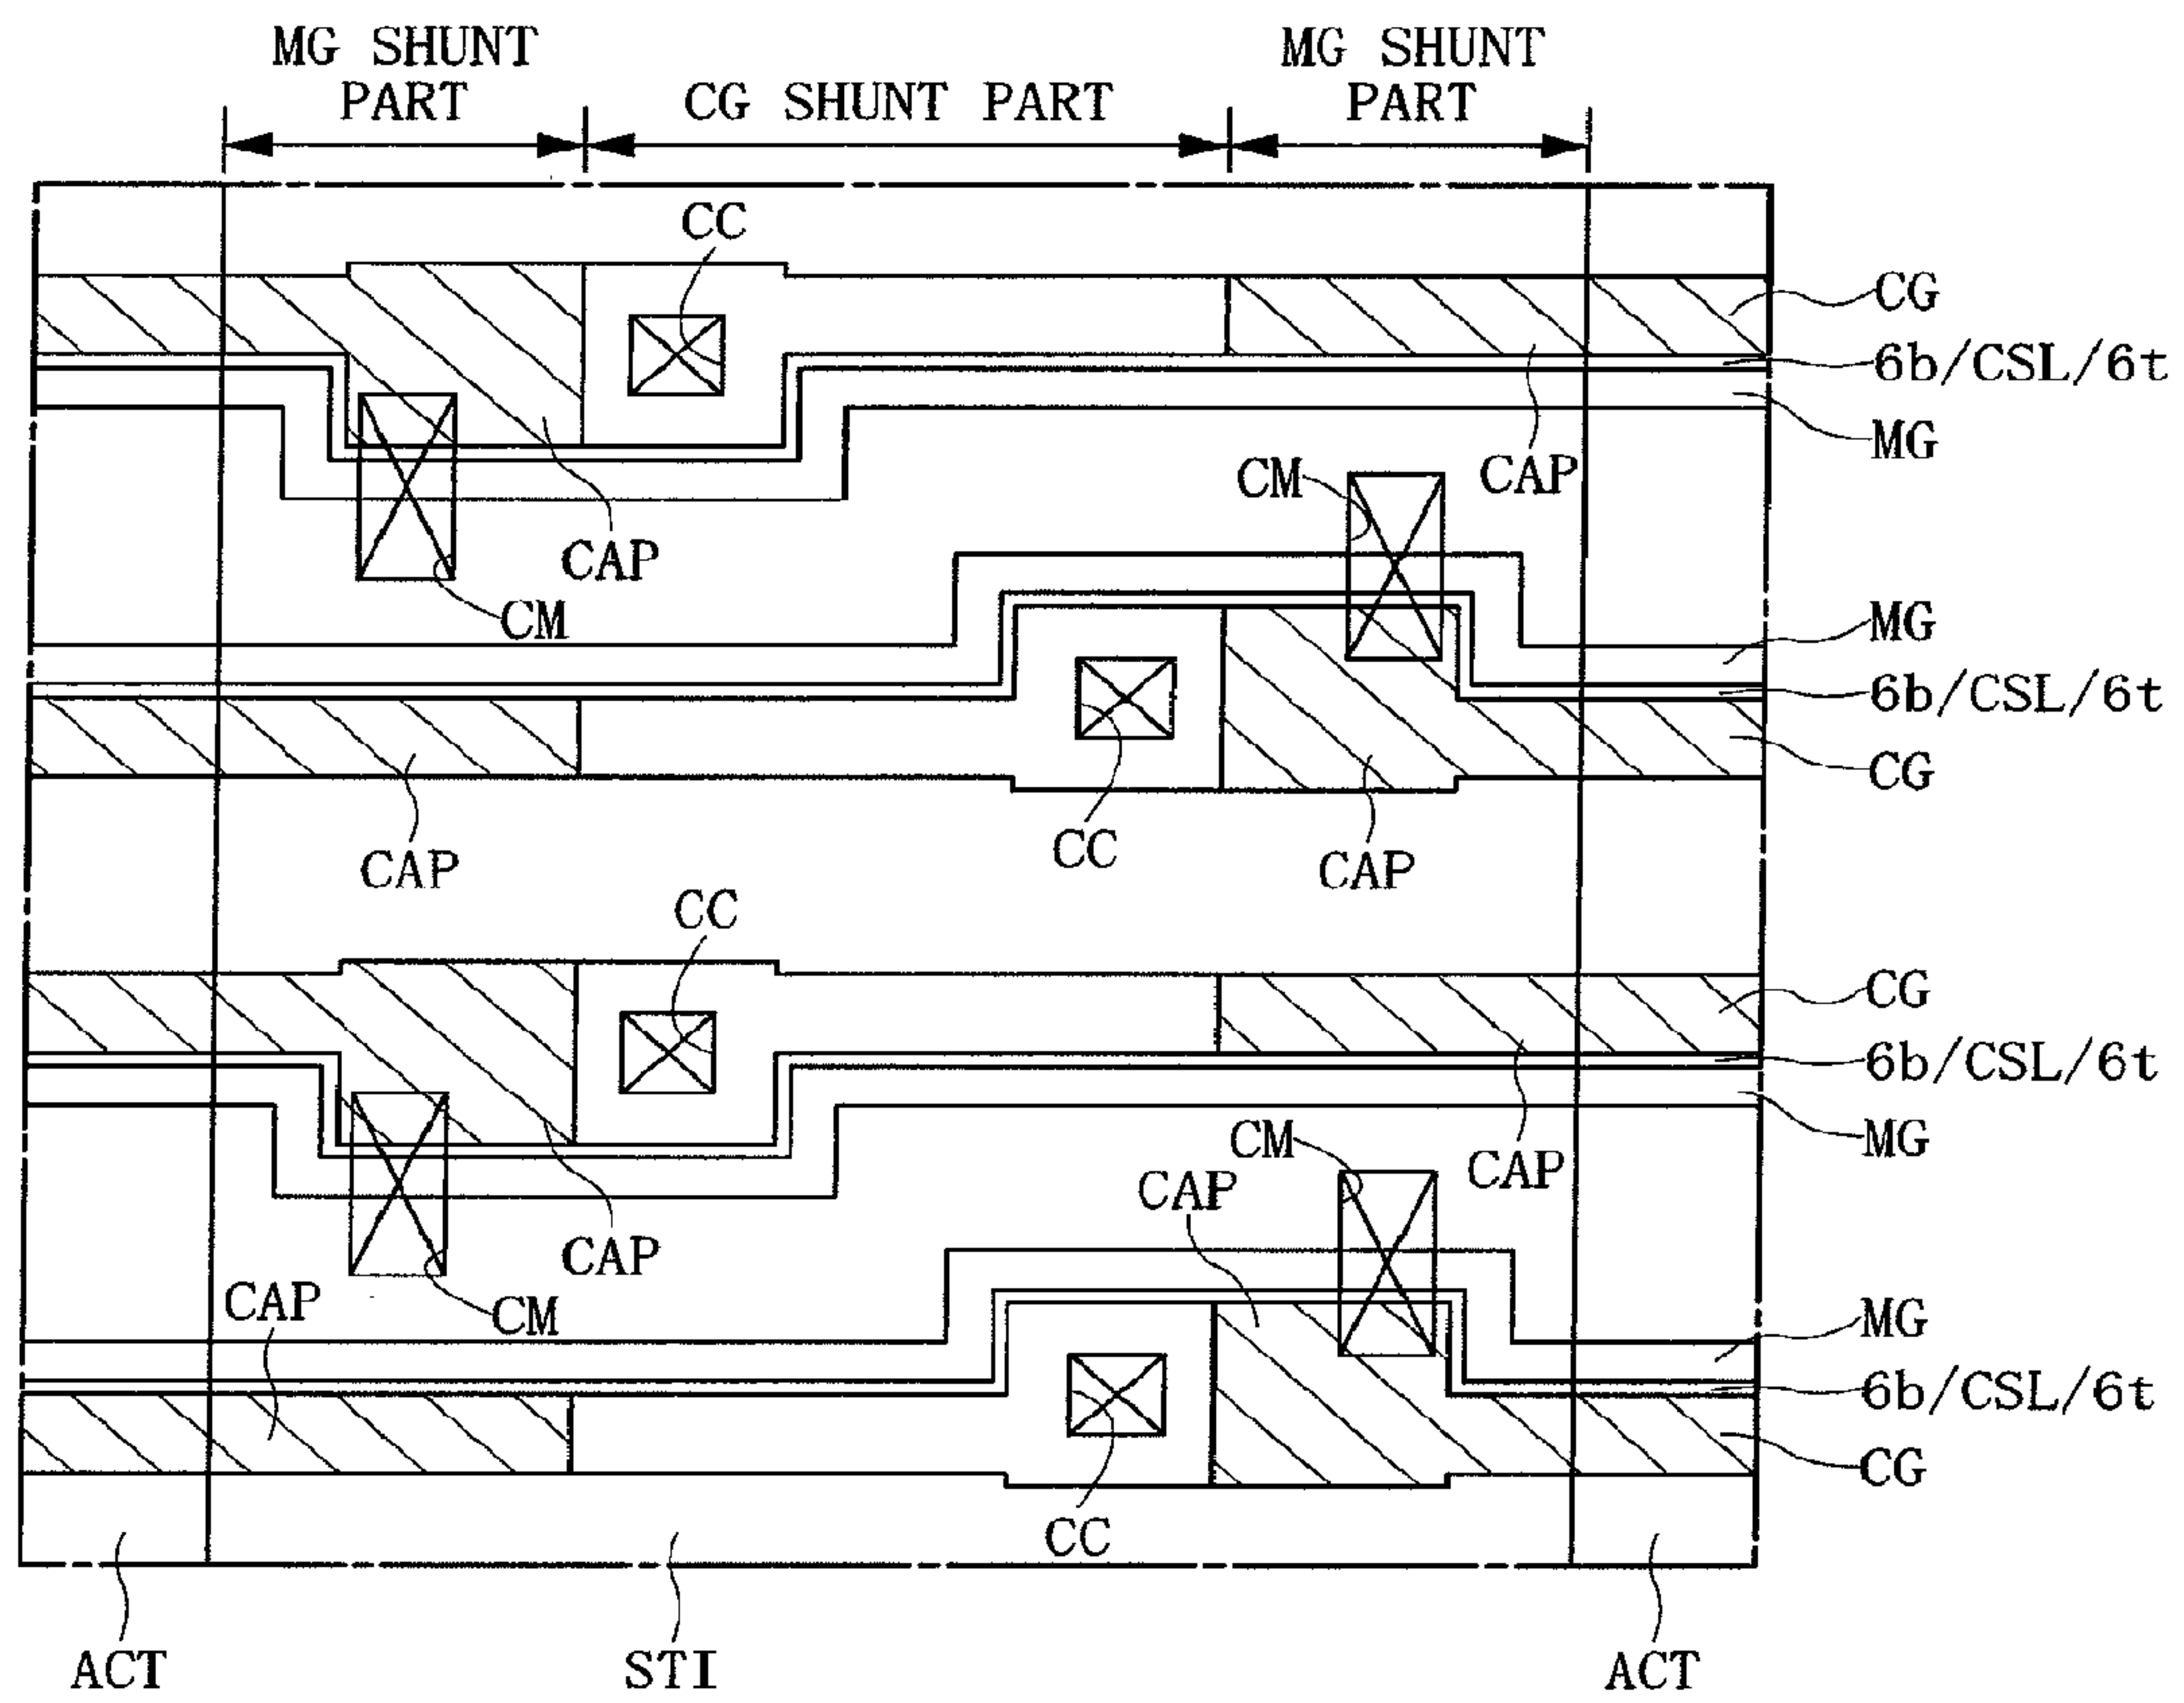 MG SHUNT
PART
CG SHUNT PART
MG SHUNT
PART
CC
CG
6b/CSL/6t
MG
CAP
CM
CAP
CM
MG
6b/CSL/6t
CG
CC
CAP
CAP
CC
CG
6b/CSL/6t
MG
CM
CAP
CAP
CAP
CAP
CM
MG
6b/CSL/6t
CG
CC
ACT
STI
ACT